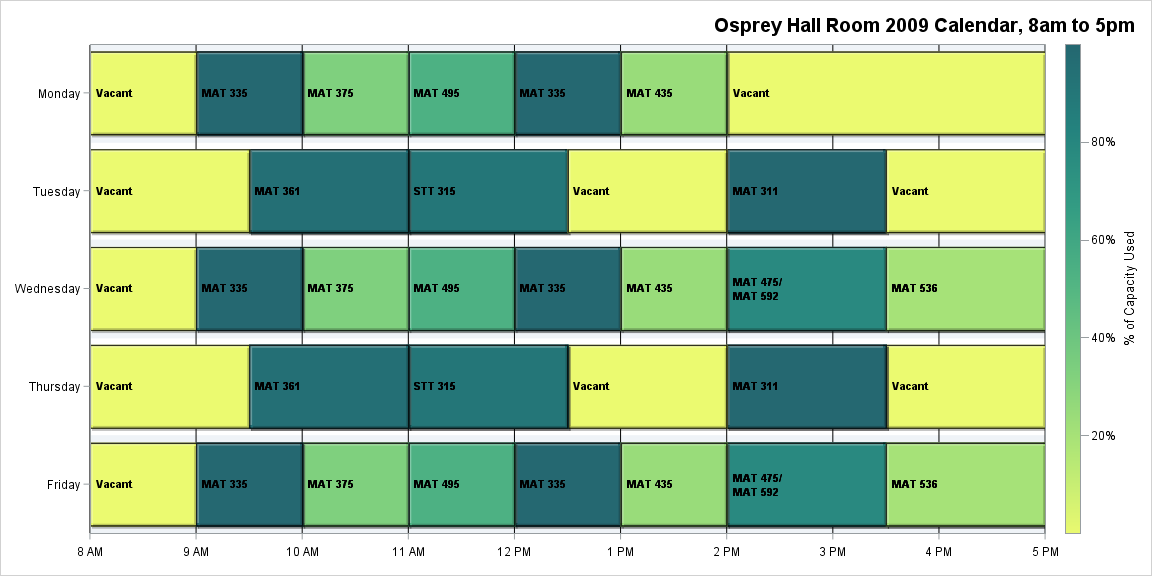 Osprey Hall Room 2009 Calendar, 8am to 5pm
Monday
Vacant
MAT 335
MAT 375
MAT 495
MAT 335
MAT 435
Vacant
Tuesday
Vacant
MAT 361
STT 315
Vacant
MAT 311
Vacant
Wednesday
Vacant
MAT 335
MAT 375
MAT 495
MAT 335
MAT 435
MAT 475/
MAT 592
MAT 536
Thursday
Vacant
MAT 361
STT 315
Vacant
MAT 311
Vacant
Friday
Vacant
MAT 335
MAT 375
MAT 495
MAT 335
MAT 435
MAT 475/
MAT 592
MAT 536
8 AM
9 AM
10 AM
11 AM
12 PM
1 PM
2 PM
3 PM
4 PM
5 PM
80%
60%
40%
20%
% of Capacity Used